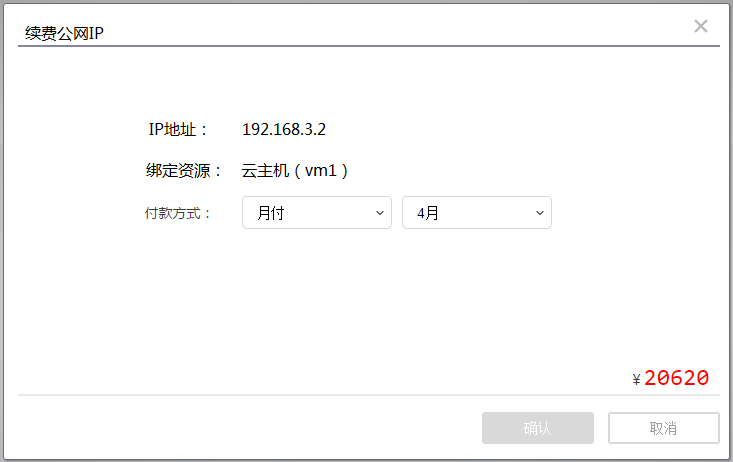 续费公网IP
IP地址： 192.168.3.2
绑定资源： 云主机（vm1）
付款方式： 月付 4月
¥20620
确认 取消